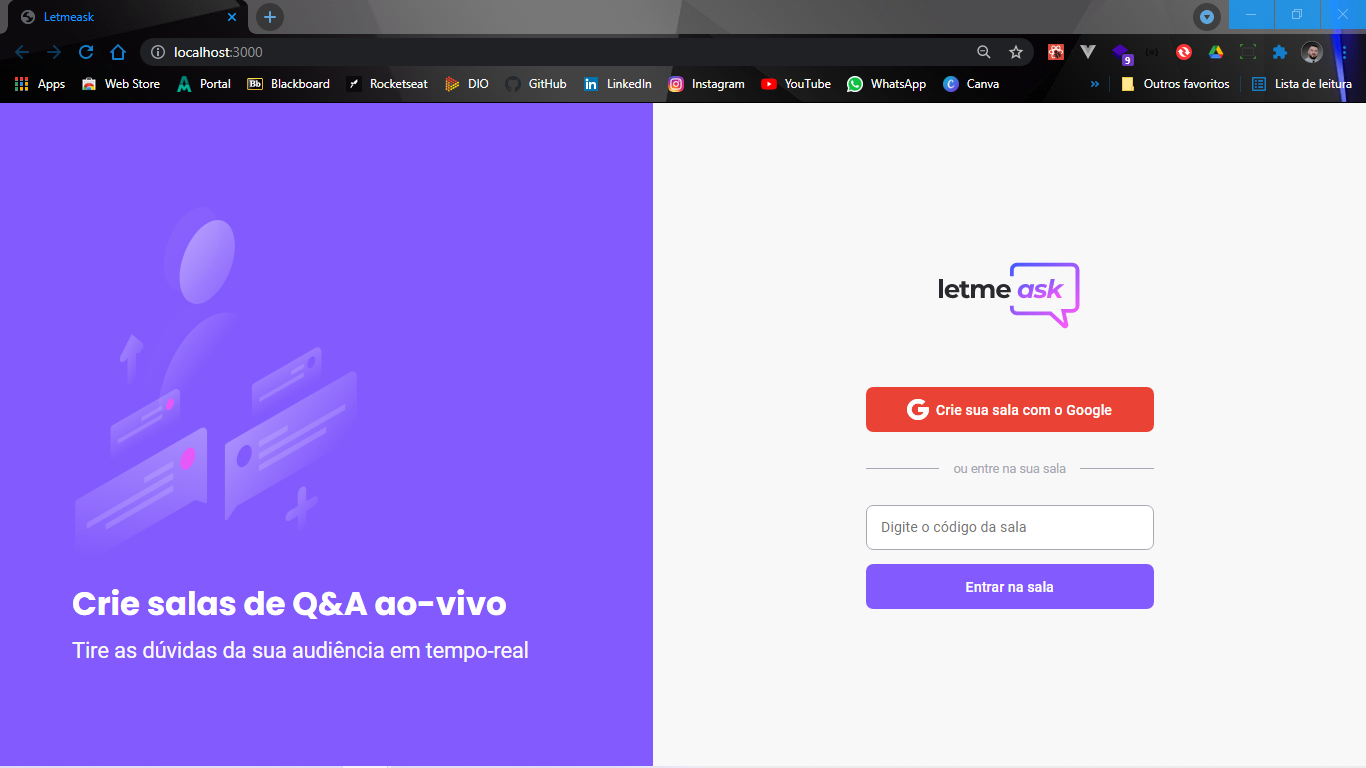 Letmeask
localhost:3000
Apps Web Store Portal Bb Blackboard Rocketseat DIO GitHub in LinkedIn Instagram YouTube WhatsApp Canva » Outros favoritos Lista de leitura
9
letme ask
G Crie sua sala com o Google
ou entre na sua sala
Digite o código da sala
Entrar na sala
Crie salas de Q&A ao-vivo
Tire as dúvidas da sua audiência em tempo-real